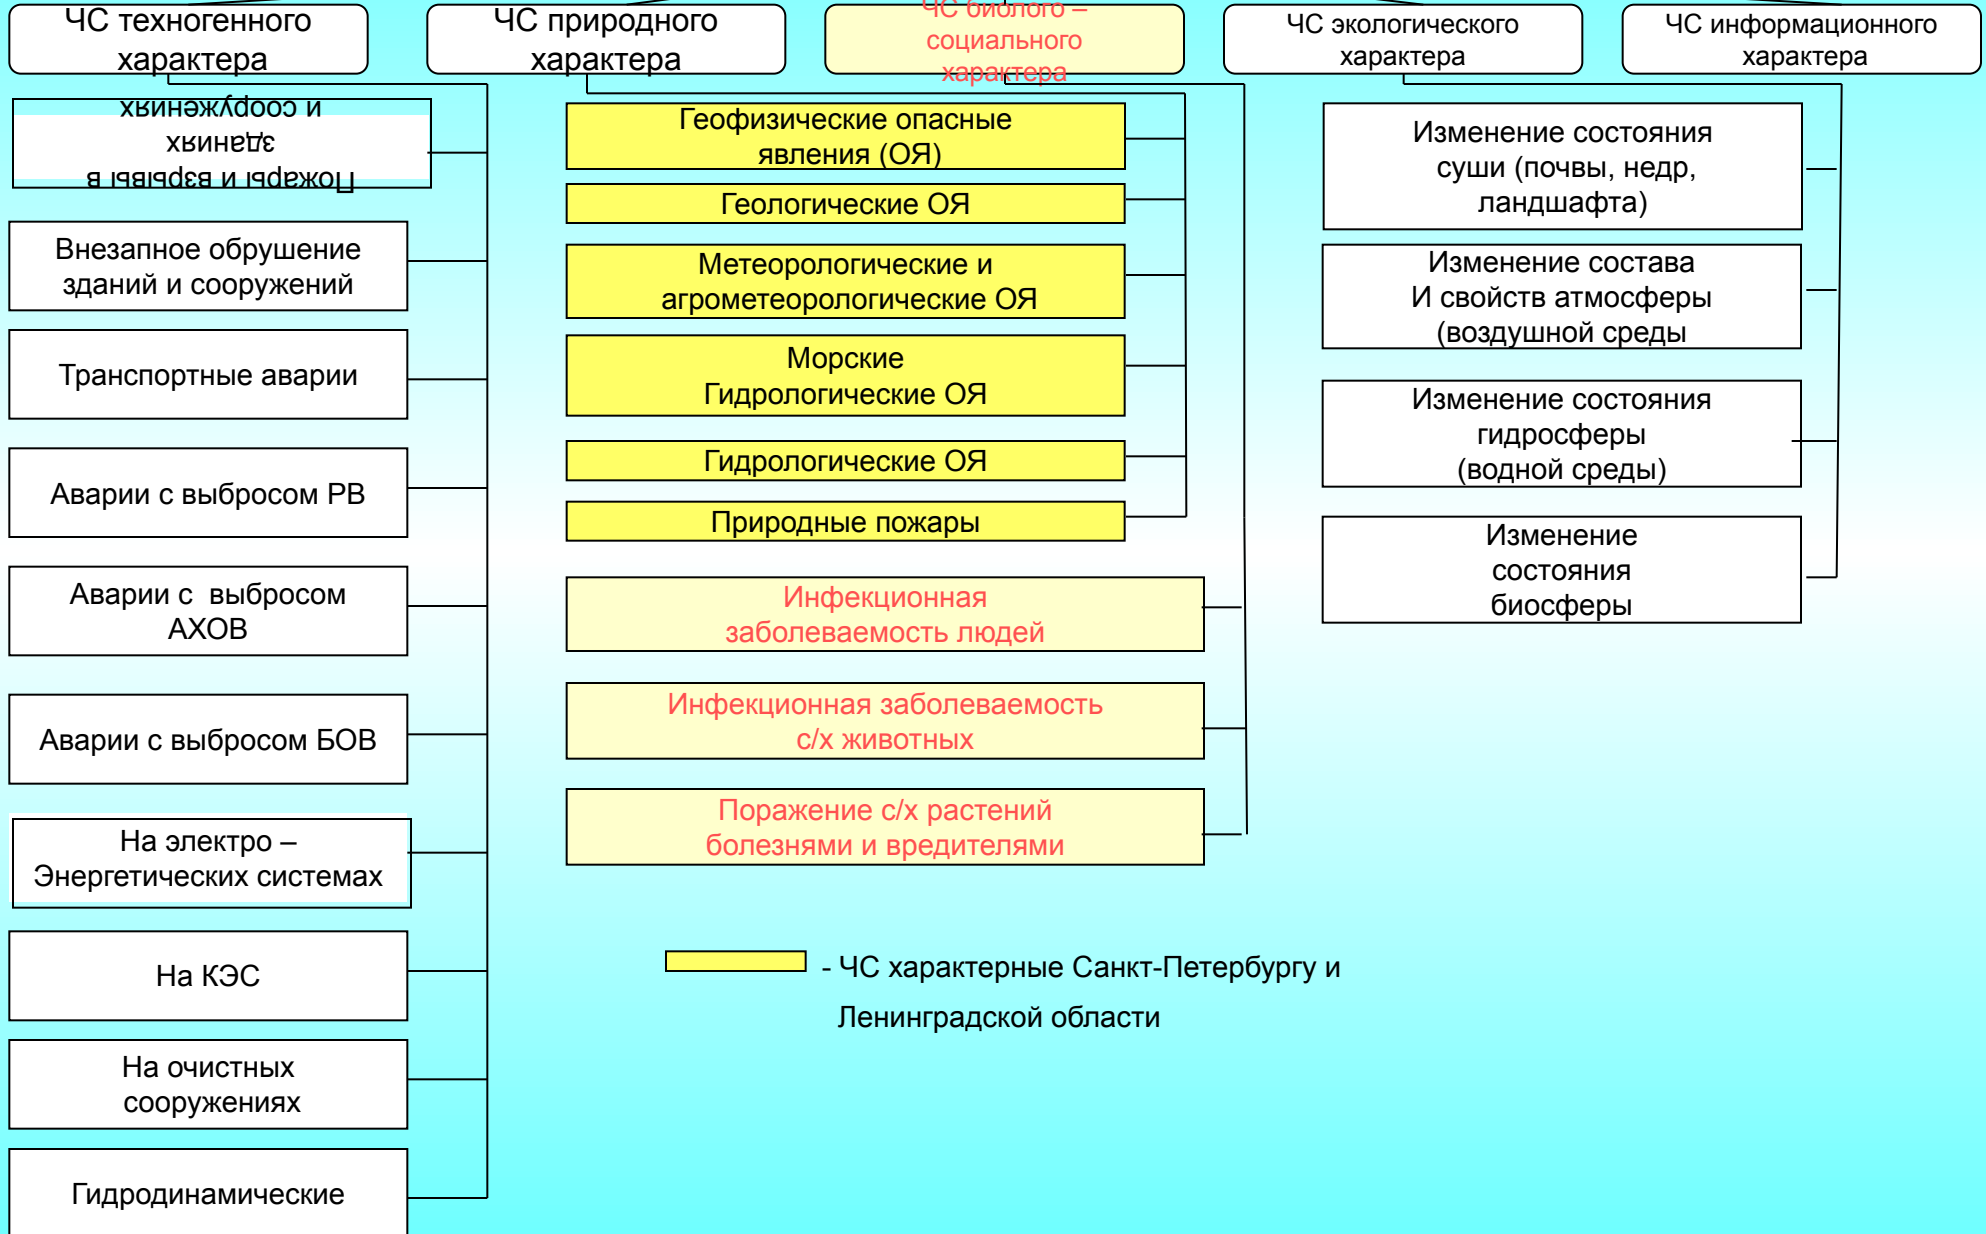 ЧС техногенного
характера
ЧС природного
характера
ЧС биолого –
социального
характера
ЧС экологического
характера
ЧС информационного
характера
Пожары и взрывы в
зданиях
и сооружениях
Внезапное обрушение
зданий и сооружений
Транспортные аварии
Аварии с выбросом РВ
Аварии с выбросом
АХОВ
Аварии с выбросом БОВ
На электро –
Энергетических системах
На КЭС
На очистных
сооружениях
Гидродинамические
Геофизические опасные
явления (ОЯ)
Геологические ОЯ
Метеорологические и
агрометеорологические ОЯ
Морские
Гидрологические ОЯ
Гидрологические ОЯ
Природные пожары
Инфекционная
заболеваемость людей
Инфекционная заболеваемость
с/х животных
Поражение с/х растений
болезнями и вредителями
Изменение состояния
суши (почвы, недр,
ландшафта)
Изменение состава
И свойств атмосферы
(воздушной среды
Изменение состояния
гидросферы
(водной среды)
Изменение
состояния
биосферы
- ЧС характерные Санкт-Петербургу и
Ленинградской области